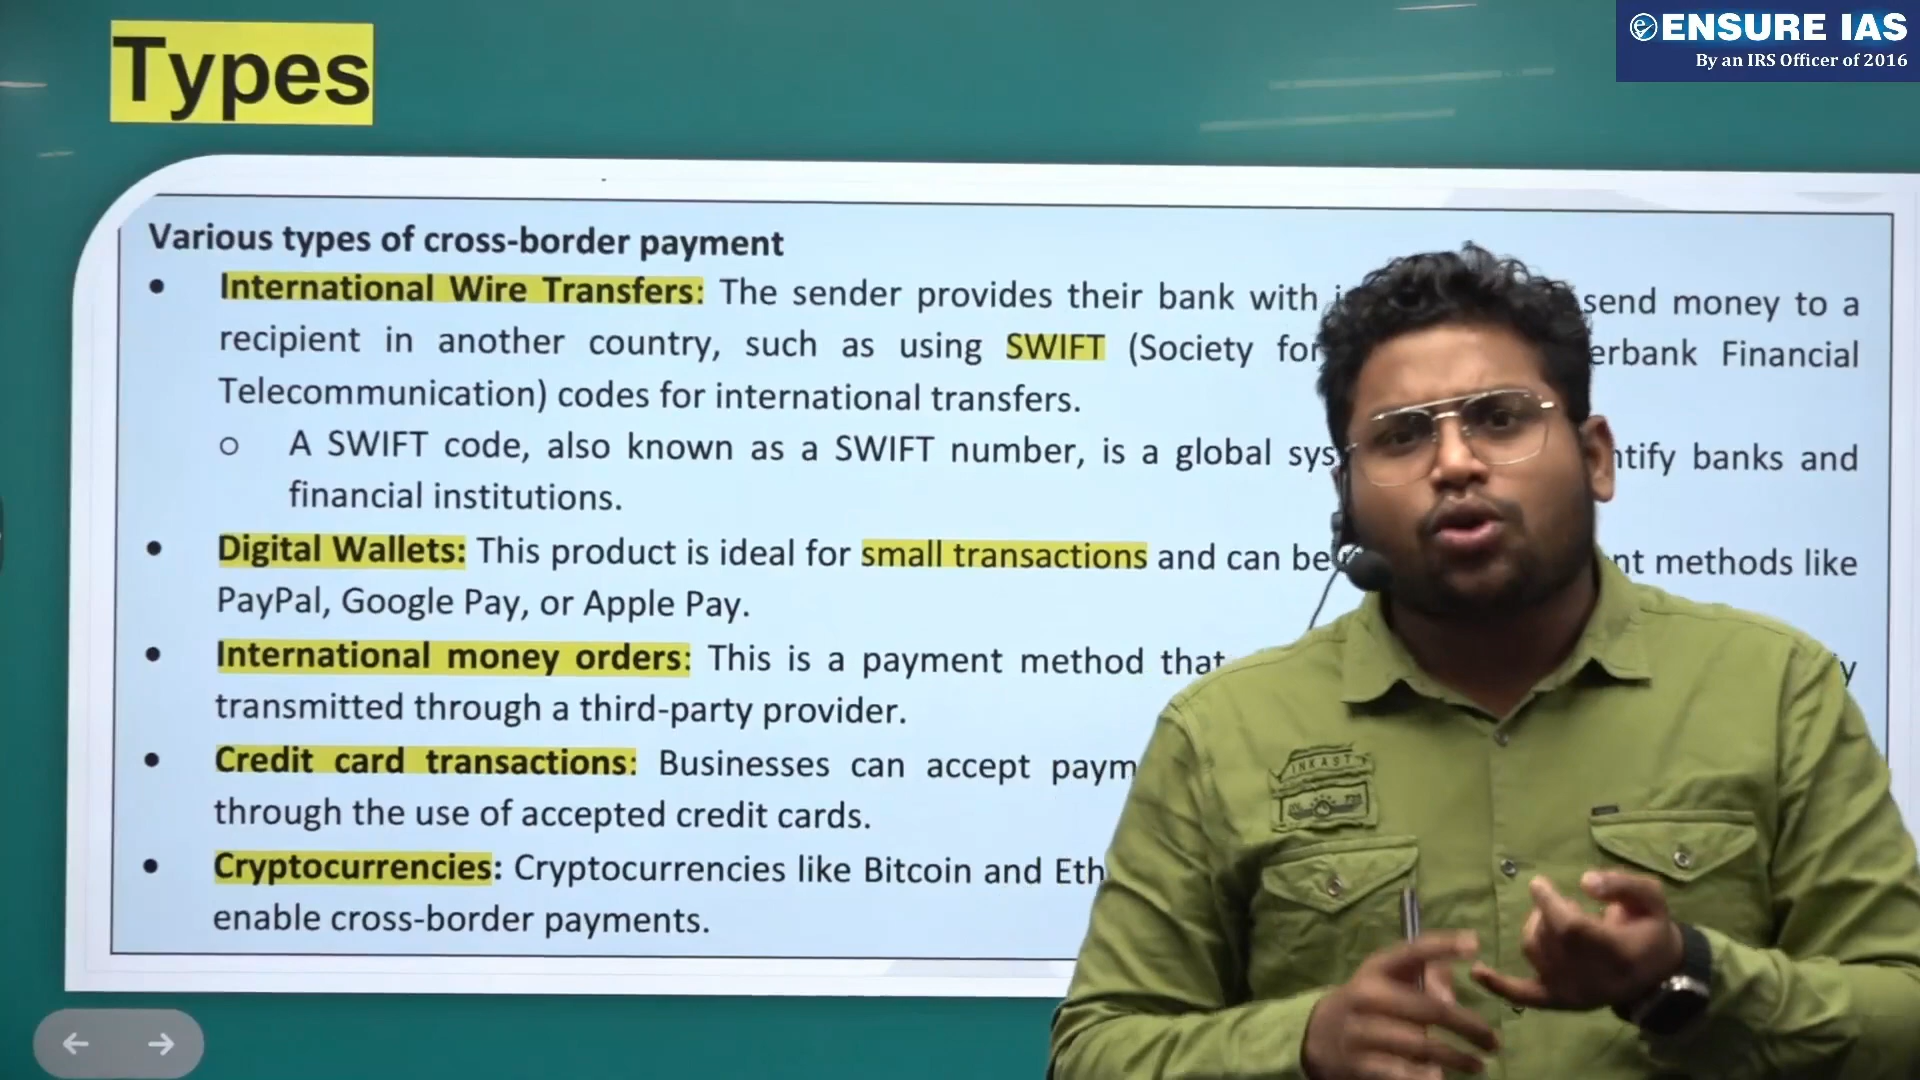 Types
ENSURE IAS
By an IRS Officer of 2016
Various types of cross-border payment
• International Wire Transfers: The sender provides their bank with send money to a
recipient in another country, such as using SWIFT (Society for erbank Financial
Telecommunication) codes for international transfers.
o A SWIFT code, also known as a SWIFT number, is a global sys ntify banks and
financial institutions.
• Digital Wallets: This product is ideal for small transactions and can be nt methods like
PayPal, Google Pay, or Apple Pay.
• International money orders: This is a payment method that y
transmitted through a third-party provider.
• Credit card transactions: Businesses can accept paym
through the use of accepted credit cards.
• Cryptocurrencies: Cryptocurrencies like Bitcoin and Eth
enable cross-border payments.
INKAST